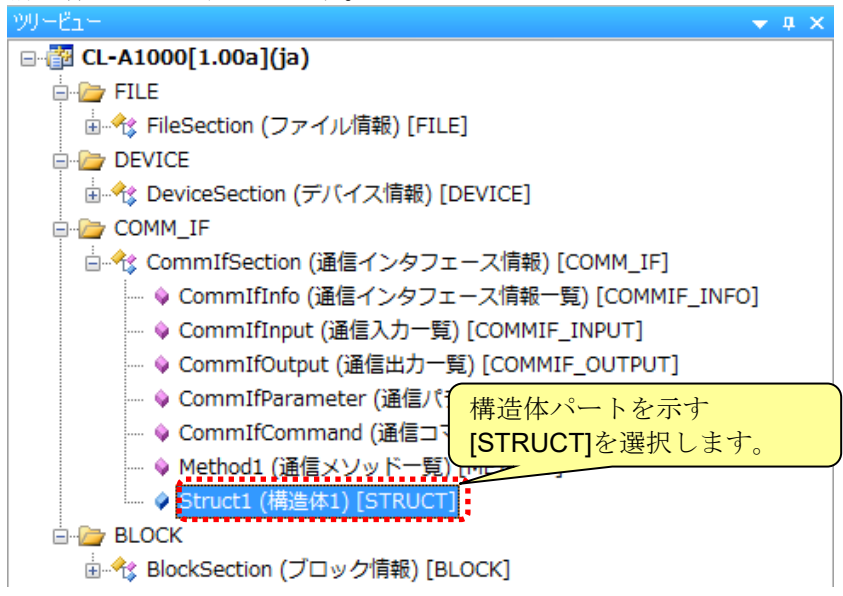 ツリービュー
CL-A1000[1.00a](ja)
FILE
FileSection (ファイル情報) [FILE]
DEVICE
DeviceSection (デバイス情報) [DEVICE]
COMM_IF
CommIfSection (通信インタフェース情報) [COMM_IF]
CommIfInfo (通信インタフェース情報一覧) [COMMIF_INFO]
CommIfInput (通信入力一覧) [COMMIF_INPUT]
CommIfOutput (通信出力一覧) [COMMIF_OUTPUT]
CommIfParameter (通信パ
CommIfCommand (通信コ
Method1 (通信メソッド一覧)
Struct1 (構造体1) [STRUCT]
BLOCK
BlockSection (ブロック情報) [BLOCK]
構造体パートを示す
[STRUCT]を選択します。